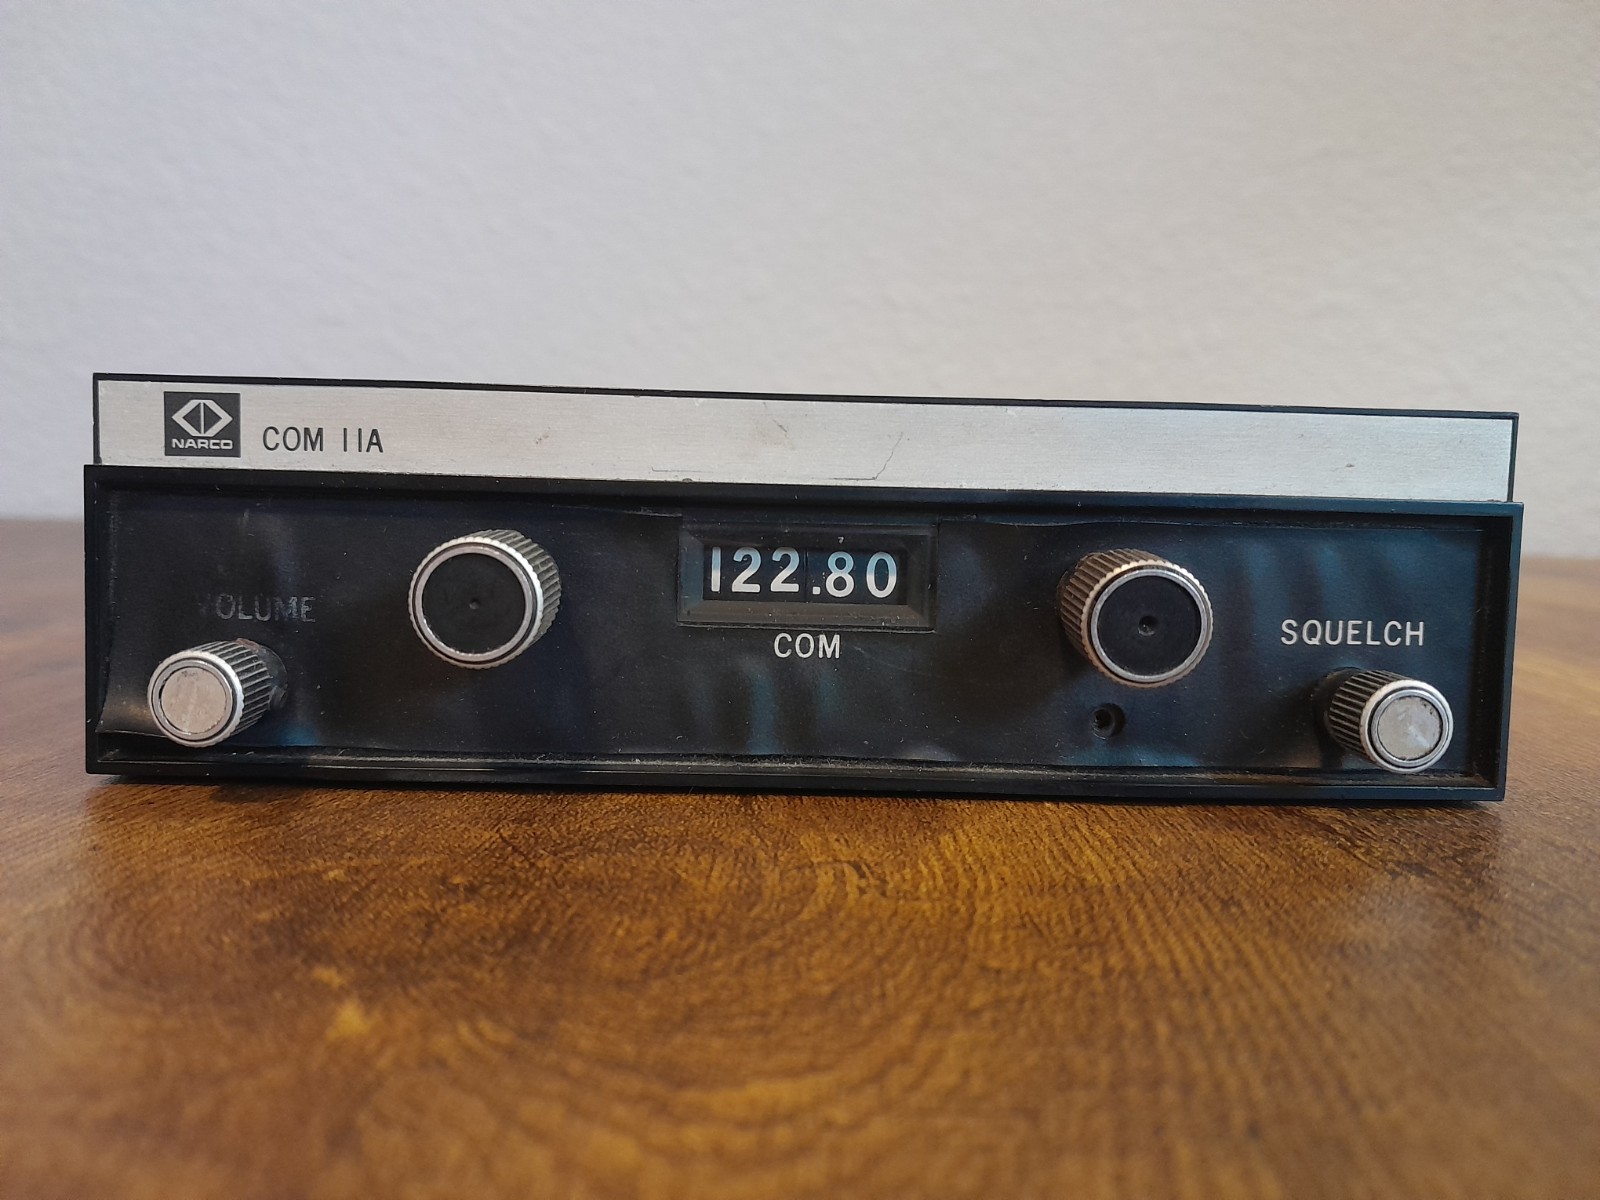 NARCO
COM 11A
122.80
COM
VOLUME
SQUELCH